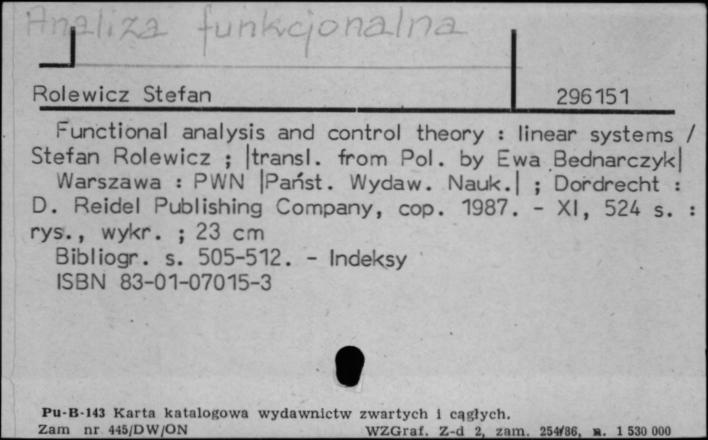 Analiza funkcjonalna
Rolewicz Stefan 296151
Functional analysis and control theory : linear systems /
Stefan Rolewicz ; |transl. from Pol. by Ewa Bednarczyk|
Warszawa : PWN |Państ. Wydaw. Nauk.| ; Dordrecht :
D. Reidel Publishing Company, cop. 1987. - XI, 524 s. :
rys., wykr. ; 23 cm
Bibliogr. s. 505-512. - Indeksy
ISBN 83-01-07015-3
Pu-B-143 Karta katalogowa wydawnictw zwartych i cągłych.
Zam nr 445/DW/ON WZGraf. Z-d 2, zam. 254/86, n. 1 530 000